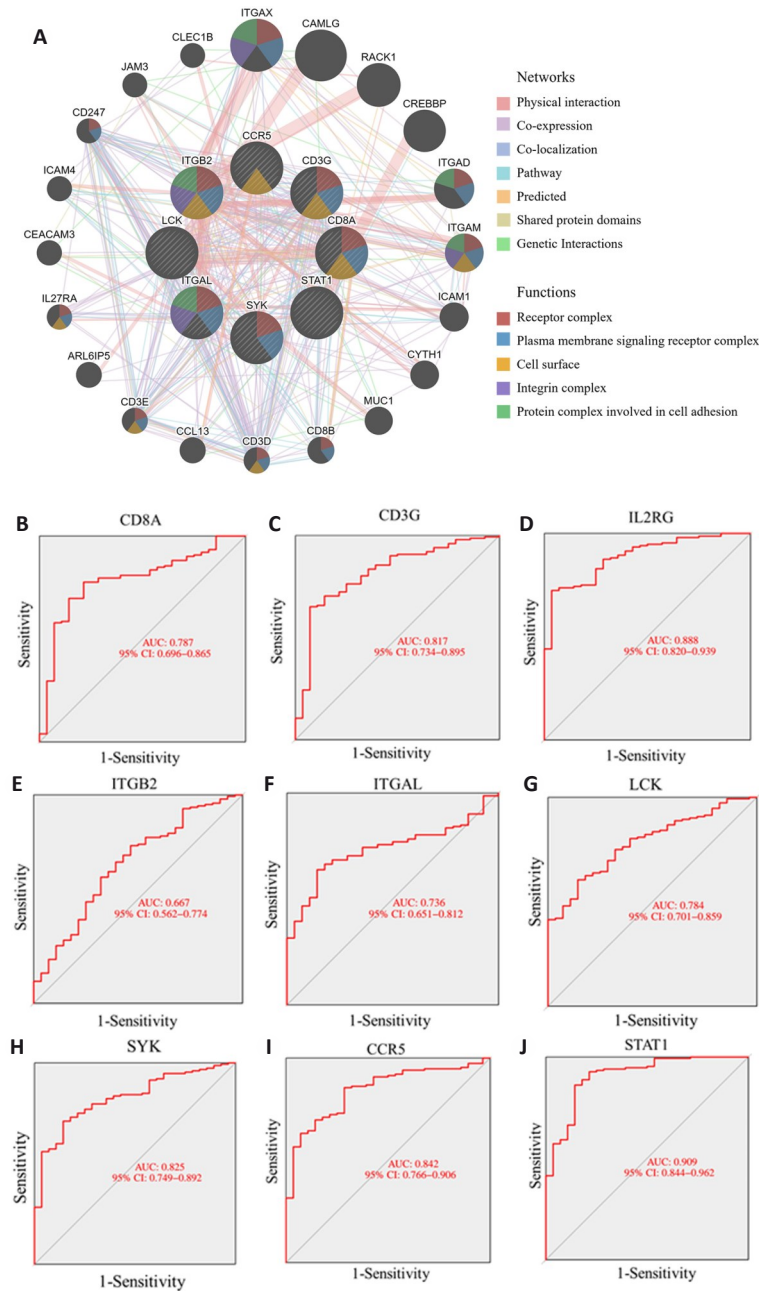 A
ITGAX
CAMLG
CLEC1B
RACK1
JAM3
CREBBP
CD247
CCR5
ITGB2
CD3G
ITGAD
ICAM4
LCK
CD8A
ITGAM
CEACAM3
ITGAL
STAT1
SYK
IL27RA
ICAM1
ARL6IP5
CYTH1
CD3E
MUC1
CCL13
CD3D
CD8B
Networks
Physical interaction
Co-expression
Co-localization
Pathway
Predicted
Shared protein domains
Genetic Interactions
Functions
Receptor complex
Plasma membrane signaling receptor complex
Cell surface
Integrin complex
Protein complex involved in cell adhesion
B
CD8A
Sensitivity
AUC: 0.787
95% CI: 0.696–0.865
1-Sensitivity
C
CD3G
Sensitivity
AUC: 0.817
95% CI: 0.734–0.895
1-Sensitivity
D
IL2RG
Sensitivity
AUC: 0.888
95% CI: 0.820–0.939
1-Sensitivity
E
ITGB2
Sensitivity
AUC: 0.667
95% CI: 0.562–0.774
1-Sensitivity
F
ITGAL
Sensitivity
AUC: 0.736
95% CI: 0.651–0.812
1-Sensitivity
G
LCK
Sensitivity
AUC: 0.784
95% CI: 0.701–0.859
1-Sensitivity
H
SYK
Sensitivity
AUC: 0.825
95% CI: 0.749–0.892
1-Sensitivity
I
CCR5
Sensitivity
AUC: 0.842
95% CI: 0.766–0.906
1-Sensitivity
J
STAT1
Sensitivity
AUC: 0.909
95% CI: 0.844–0.962
1-Sensitivity